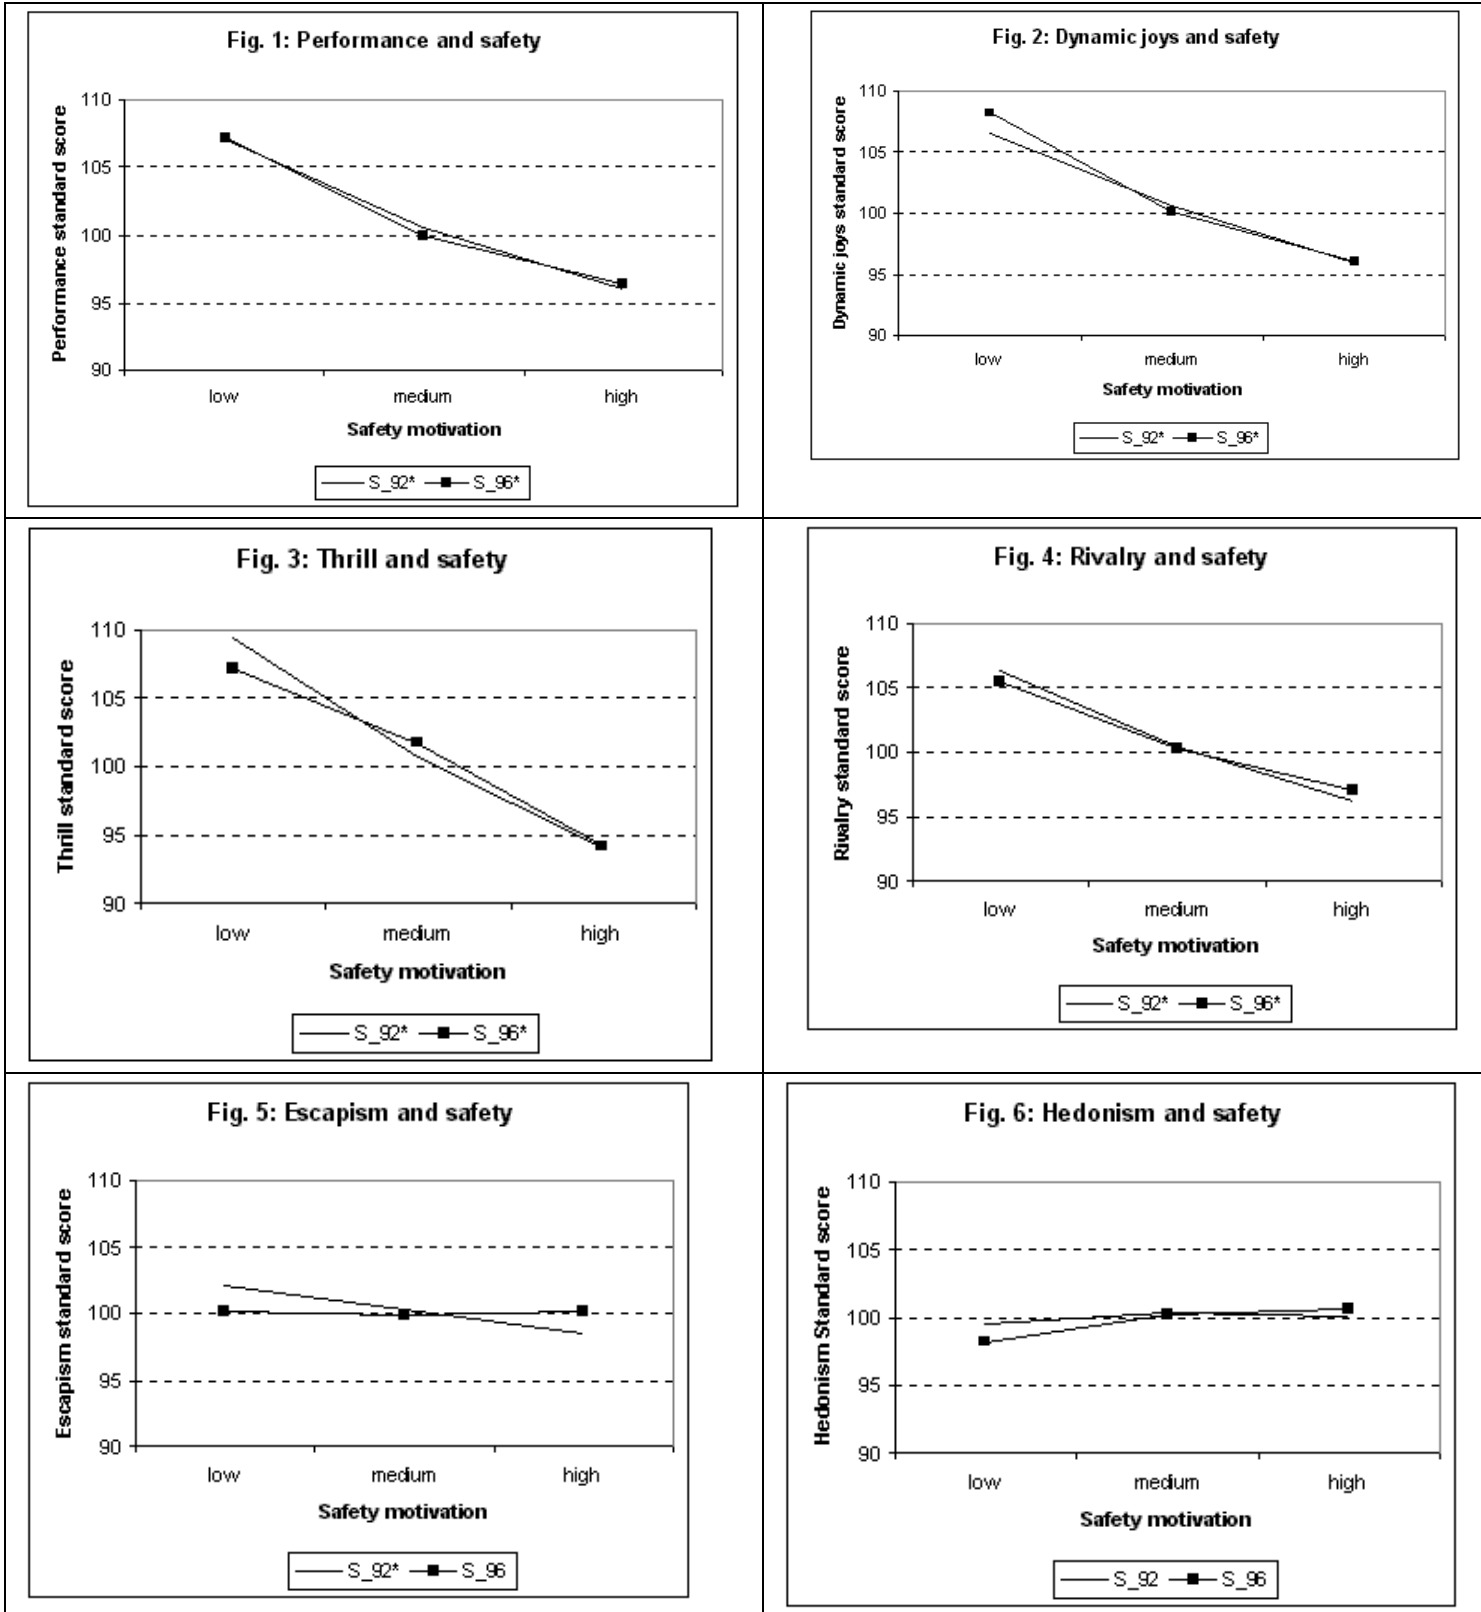 Fig. 1: Performance and safety
Performance standard score
110
105
100
95
90
low medium high
Safety motivation
S_92* S_96*
Fig. 2: Dynamic joys and safety
Dynamic joys standard score
110
105
100
95
90
low medium high
Safety motivation
S_92* S_96*
Fig. 3: Thrill and safety
Thrill standard score
110
105
100
95
90
low medium high
Safety motivation
S_92* S_96*
Fig. 4: Rivalry and safety
Rivalry standard score
110
105
100
95
90
low medium high
Safety motivation
S_92* S_96*
Fig. 5: Escapism and safety
Escapism standard score
110
105
100
95
90
low medium high
Safety motivation
S_92* S_96
Fig. 6: Hedonism and safety
Hedonism Standard score
110
105
100
95
90
low medium high
Safety motivation
S_92 S_96